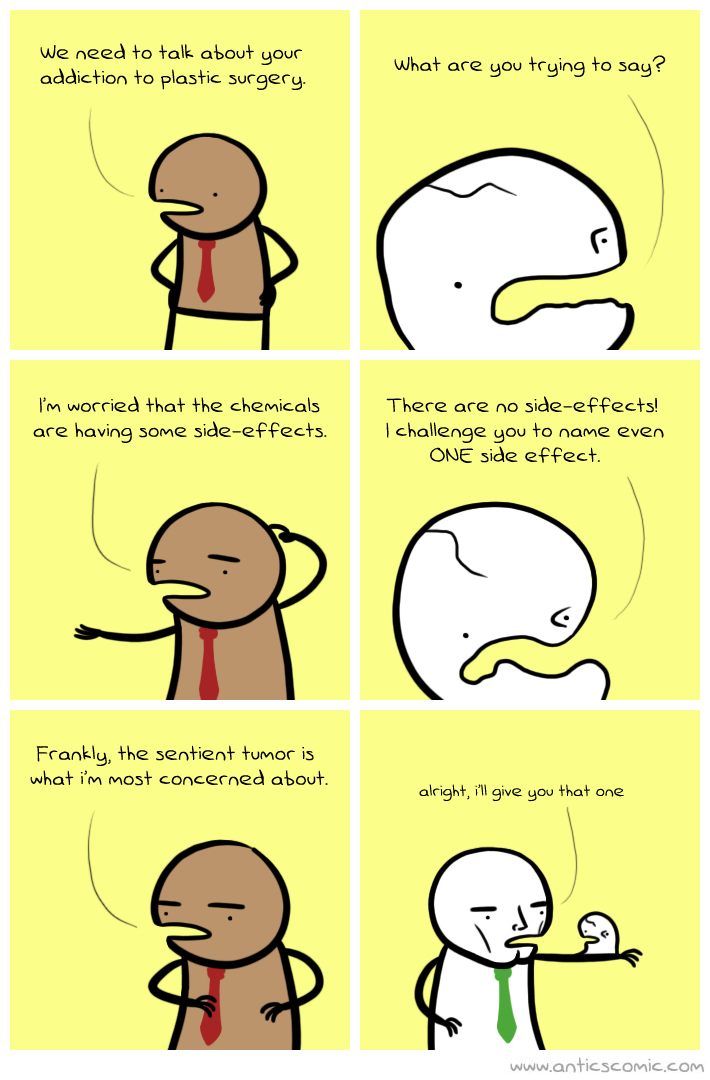 We need to talk about your
addiction to plastic surgery.
What are you trying to say?
I'm worried that the chemicals
are having some side-effects.
There are no side-effects!
I challenge you to name even
ONE side effect.
Frankly, the sentient tumor is
what i'm most concerned about.
alright, i'll give you that one
www.anticscomic.com